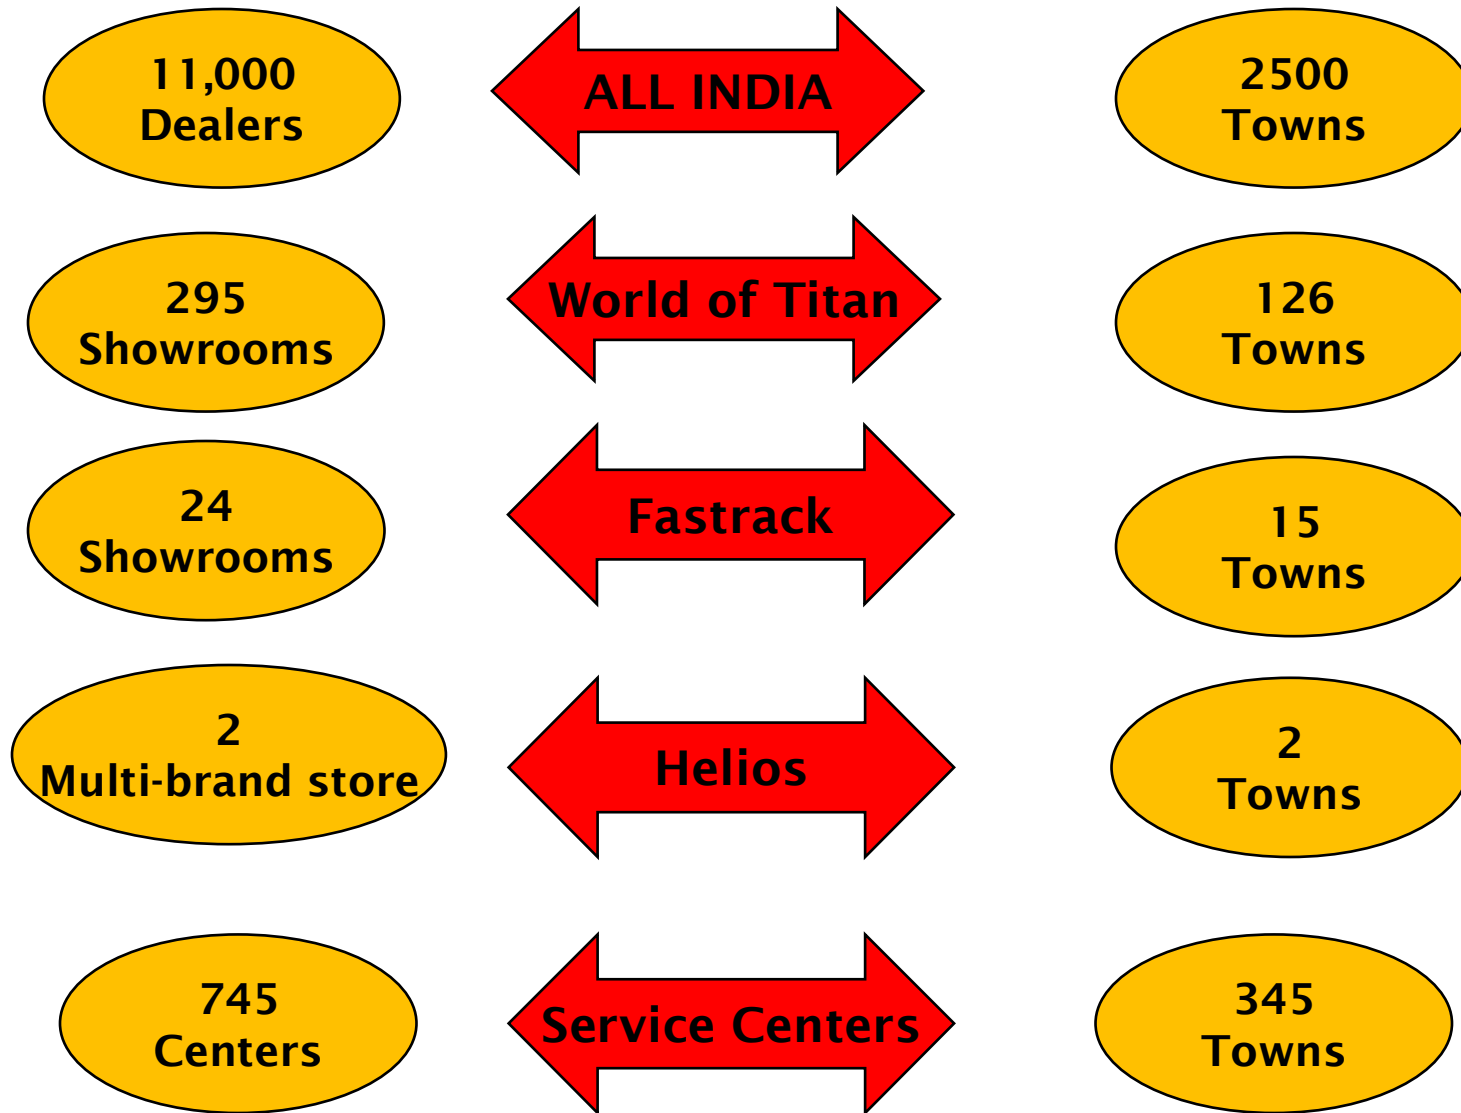 11,000
Dealers
ALL INDIA
2500
Towns
295
Showrooms
World of Titan
126
Towns
24
Showrooms
Fastrack
15
Towns
2
Multi-brand store
Helios
2
Towns
745
Centers
Service Centers
345
Towns